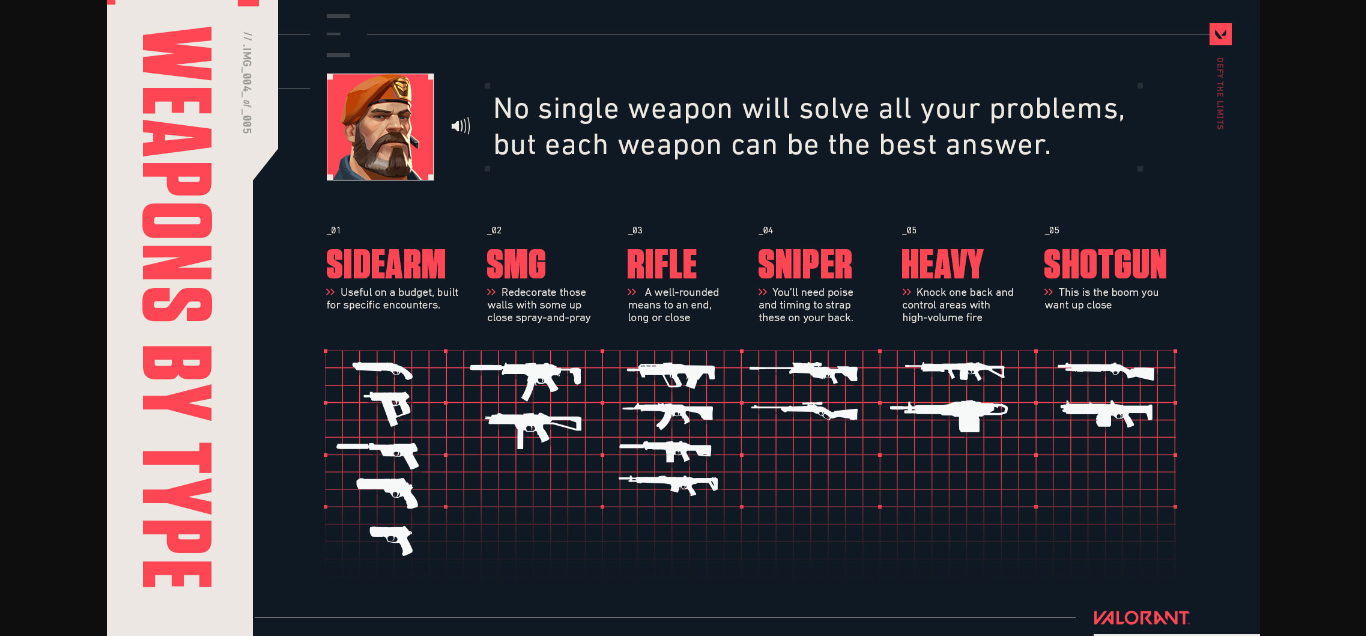 WEAPONS BY TYPE
// .IMG_004_of _005
DEFY THE LIMITS
No single weapon will solve all your problems,
but each weapon can be the best answer.
_01
SIDEARM
>> Useful on a budget, built
for specific encounters.
_02
SMG
>> Redecorate those
walls with some up
close spray-and-pray
_03
RIFLE
>> A well-rounded
means to an end,
long or close
_04
SNIPER
>> You'll need poise
and timing to strap
these on your back.
_05
HEAVY
>> Knock one back and
control areas with
high-volume fire
_05
SHOTGUN
>> This is the boom you
want up close
VALORANT